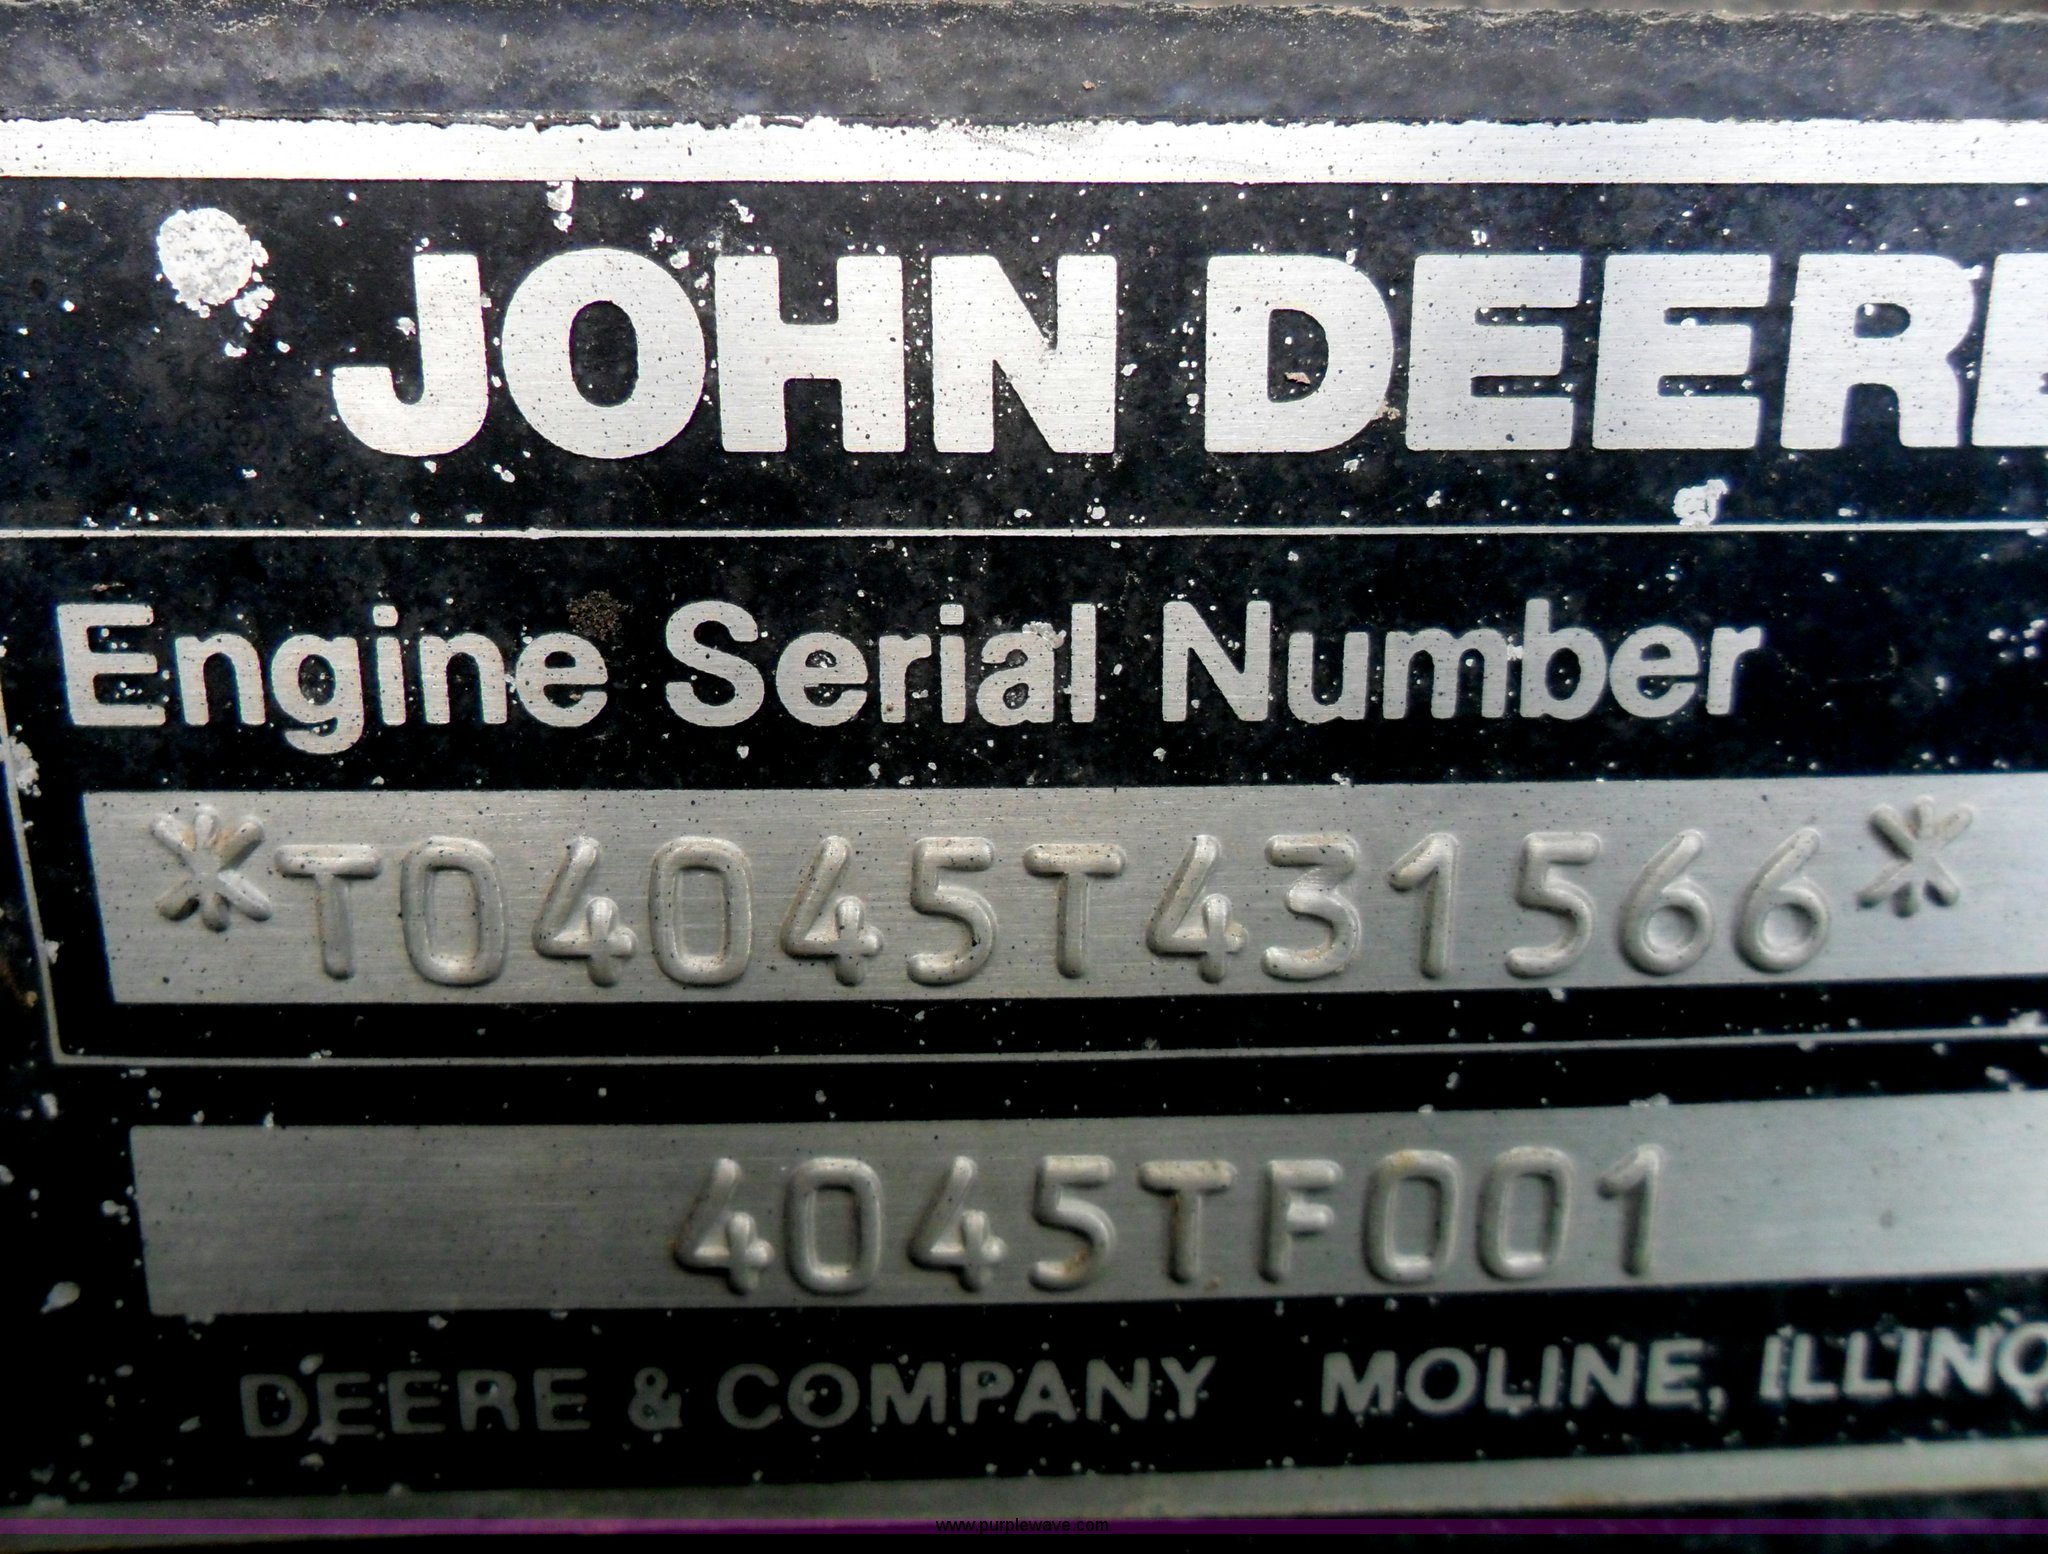 JOHN DEERE
Engine Serial Number
*T04045T431566*
4045TF001
DEERE & COMPANY MOLINE, ILLINO
www.purplewave.com